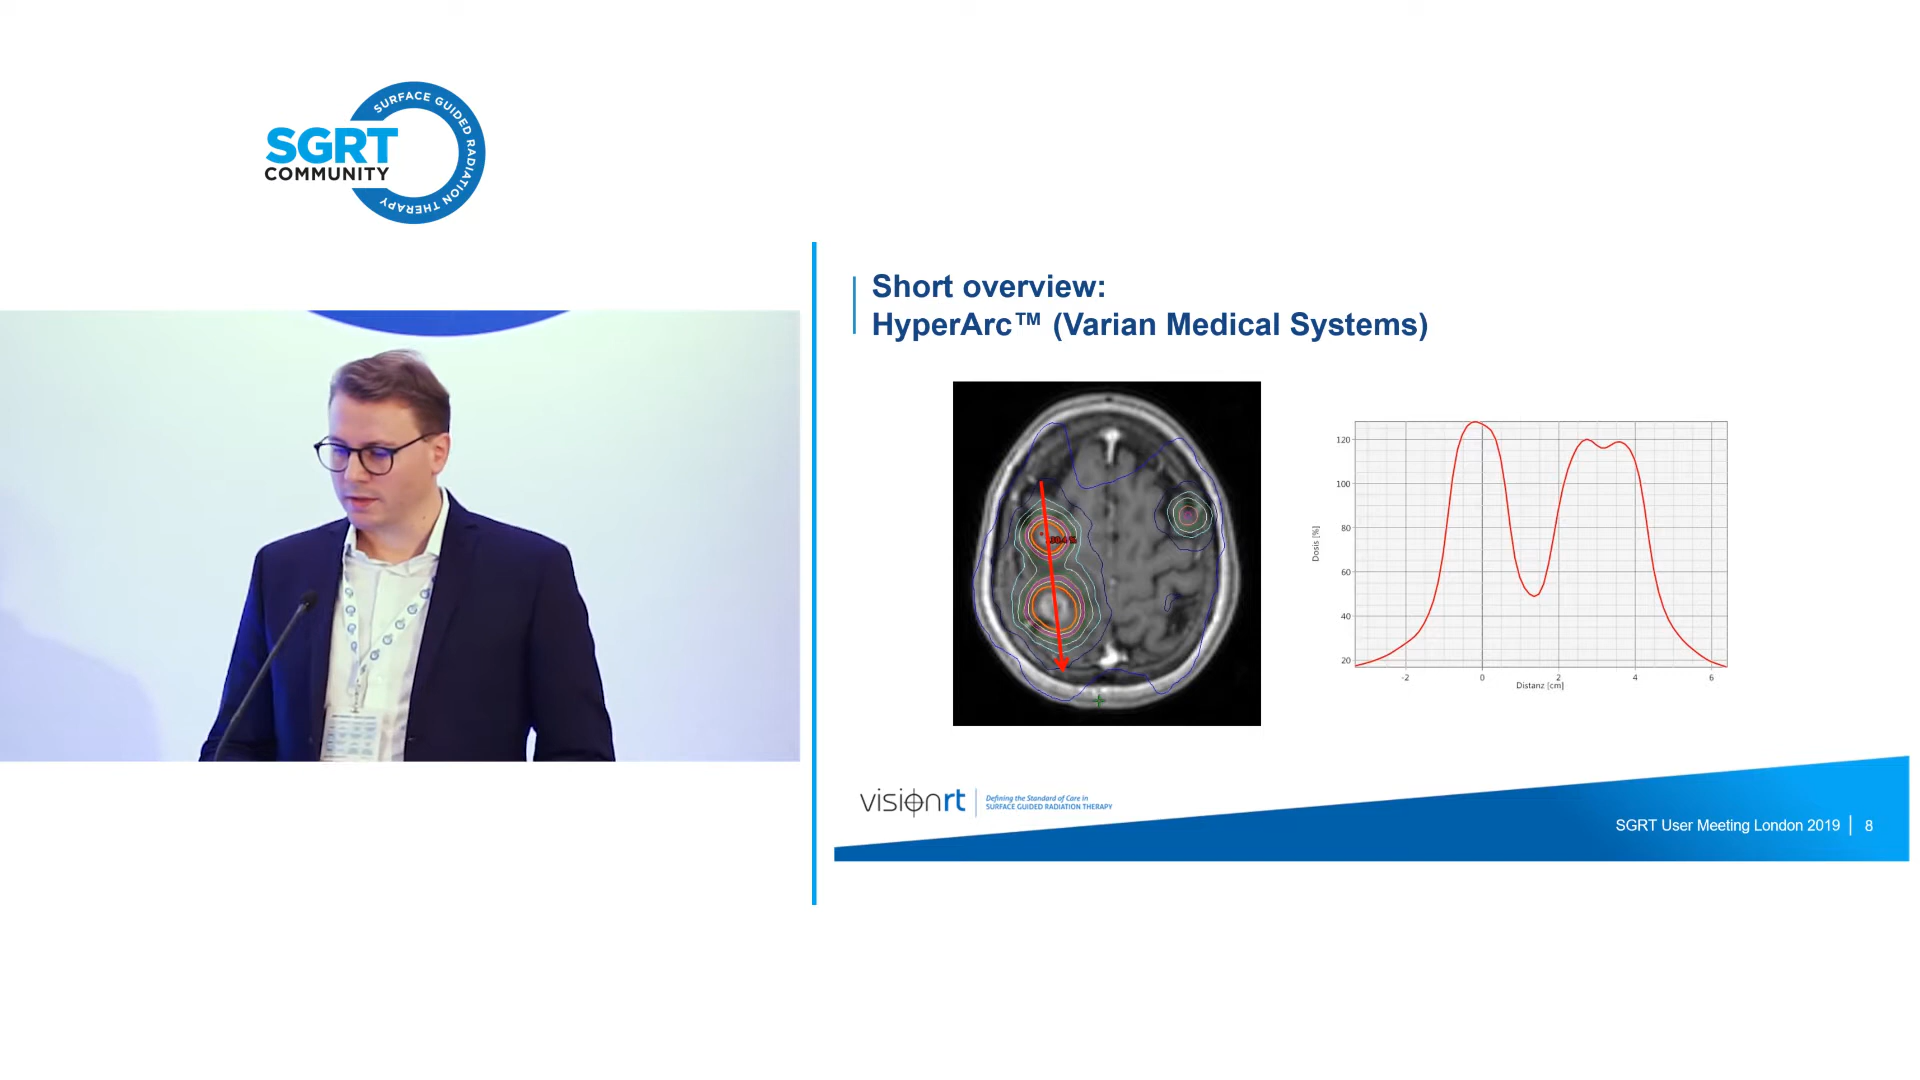 SURFACE GUIDED RADIATION THERAPY
SGRT
COMMUNITY
Short overview:
HyperArc™ (Varian Medical Systems)
120
100
80
60
40
20
Dosis [%]
-2
0
2
4
6
Distanz [cm]
visionrt
Defining the Standard of Care in
SURFACE GUIDED RADIATION THERAPY
SGRT User Meeting London 2019 | 8